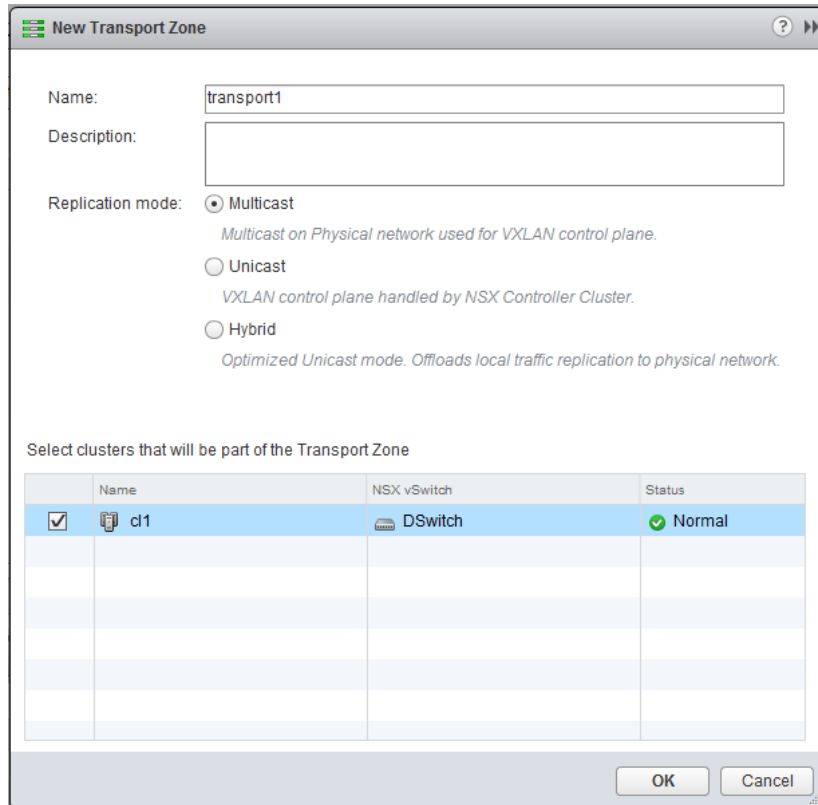 New Transport Zone ?
Name: transport1
Description:
Replication mode: Multicast
Multicast on Physical network used for VXLAN control plane.
Unicast
VXLAN control plane handled by NSX Controller Cluster.
Hybrid
Optimized Unicast mode. Offloads local traffic replication to physical network.
Select clusters that will be part of the Transport Zone
Name NSX vSwitch Status
cl1 DSwitch Normal
OK Cancel